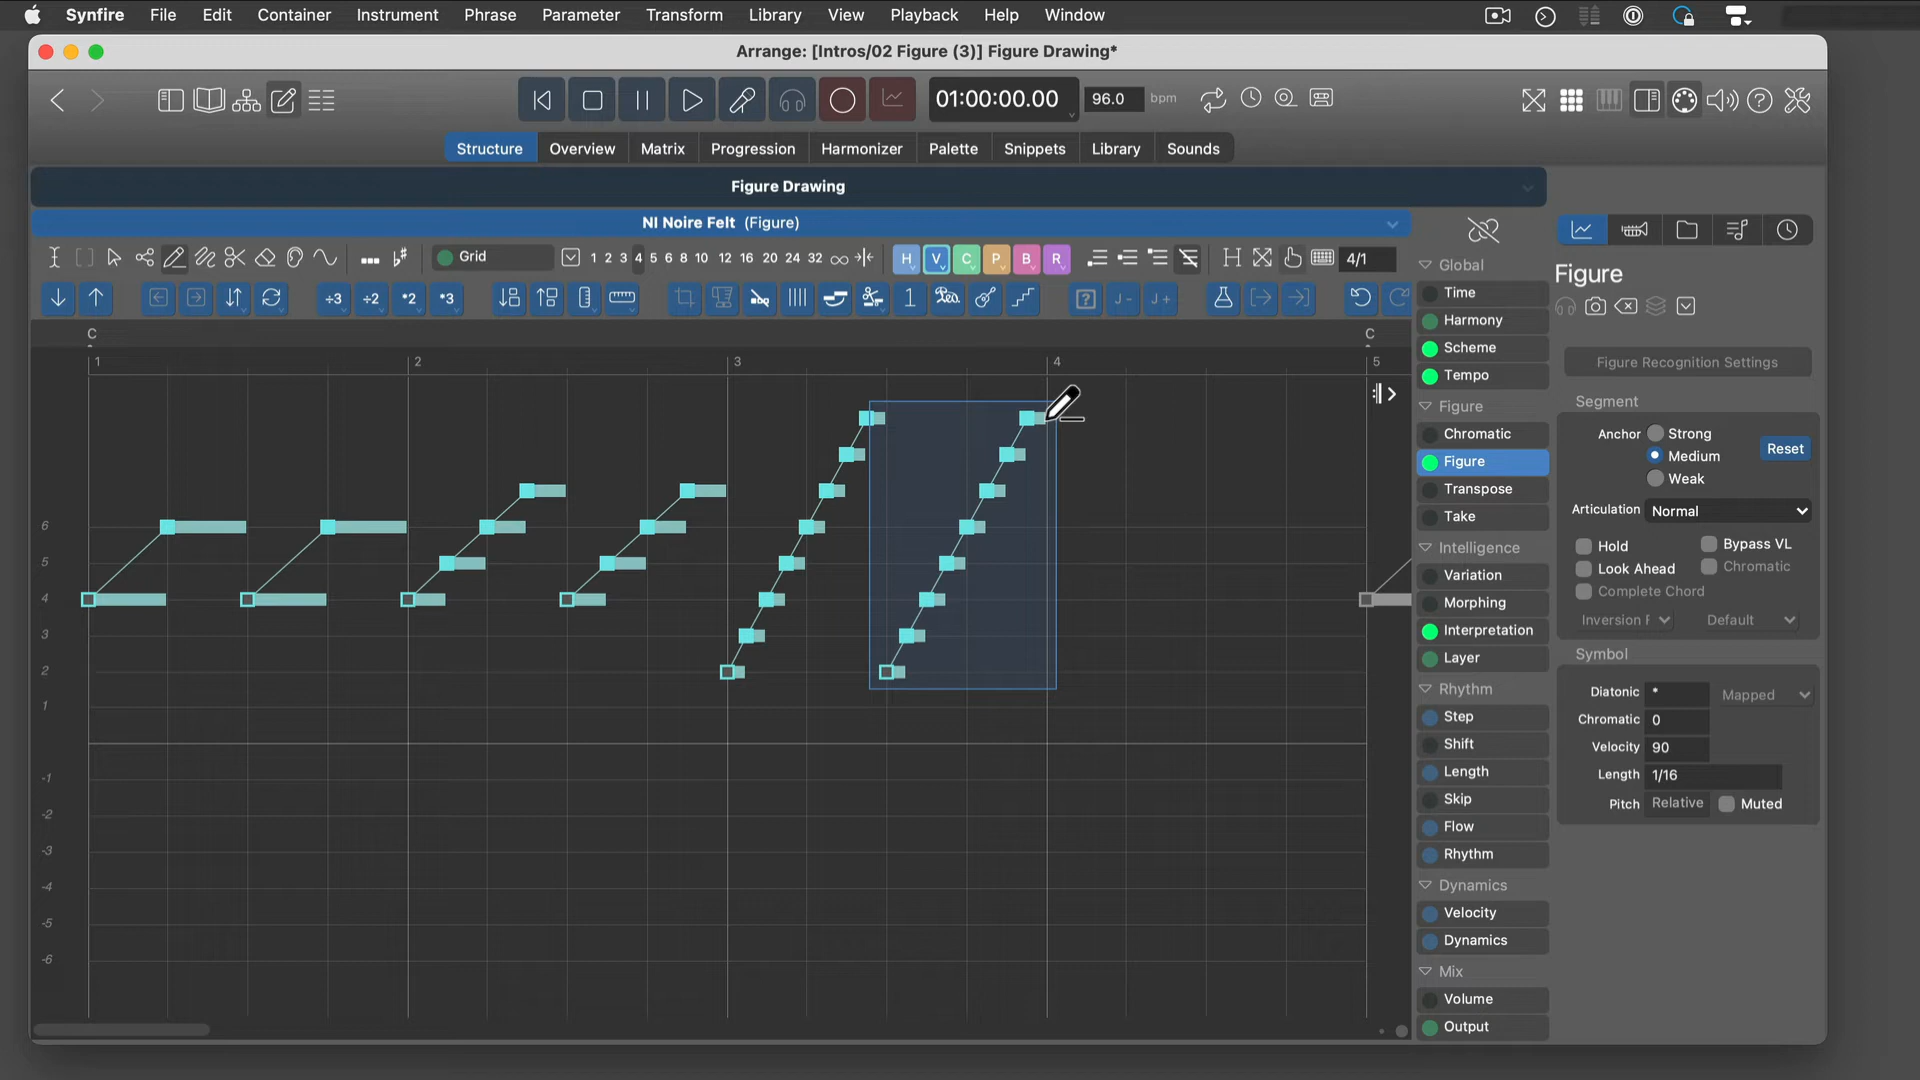 Synfire File Edit Container Instrument Phrase Parameter Transform Library View Playback Help Window
Arrange: [Intros/02 Figure (3)] Figure Drawing*
01:00:00.00 96.0 bpm
Structure Overview Matrix Progression Harmonizer Palette Snippets Library Sounds
Figure Drawing
NI Noire Felt (Figure)
Grid 1 2 3 4 5 6 8 10 12 16 20 24 32 ∞ H V C P B R 4/1
÷3 ÷2 *2 *3 1 ? J - J +
C C
1 2 3 4 5
6
5
4
3
2
1
-1
-2
-3
-4
-5
-6
Global
Time
Harmony
Scheme
Tempo
Figure
Chromatic
Figure
Transpose
Take
Intelligence
Variation
Morphing
Interpretation
Layer
Rhythm
Step
Shift
Length
Skip
Flow
Rhythm
Dynamics
Velocity
Dynamics
Mix
Volume
Output
Figure
Figure Recognition Settings
Segment
Anchor Strong
Medium
Weak
Reset
Articulation Normal
Hold Bypass VL
Look Ahead Chromatic
Complete Chord
Inversion Default
Symbol
Diatonic * Mapped
Chromatic 0
Velocity 90
Length 1/16
Pitch Relative Muted